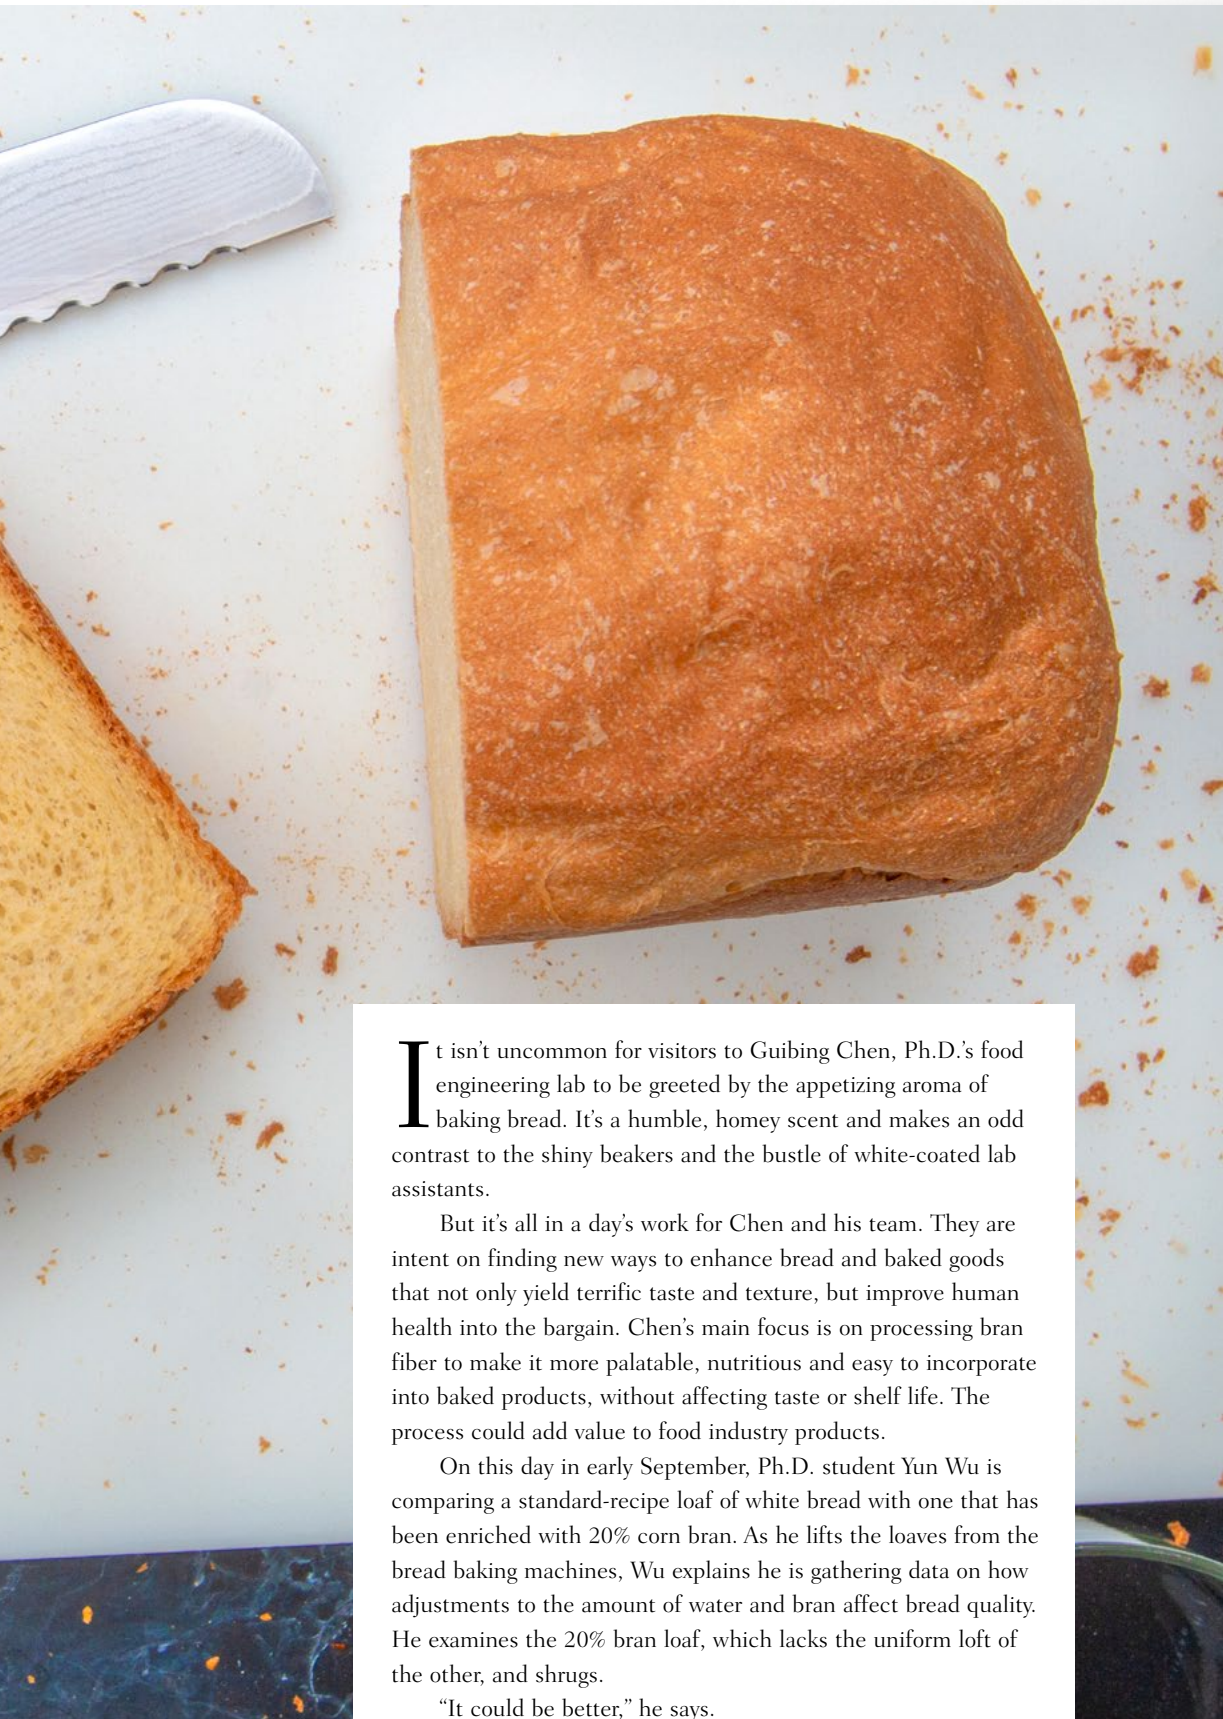 It isn’t uncommon for visitors to Guibing Chen, Ph.D.’s food
engineering lab to be greeted by the appetizing aroma of
baking bread. It’s a humble, homey scent and makes an odd
contrast to the shiny beakers and the bustle of white-coated lab
assistants.
But it’s all in a day’s work for Chen and his team. They are
intent on finding new ways to enhance bread and baked goods
that not only yield terrific taste and texture, but improve human
health into the bargain. Chen’s main focus is on processing bran
fiber to make it more palatable, nutritious and easy to incorporate
into baked products, without affecting taste or shelf life. The
process could add value to food industry products.
On this day in early September, Ph.D. student Yun Wu is
comparing a standard-recipe loaf of white bread with one that has
been enriched with 20% corn bran. As he lifts the loaves from the
bread baking machines, Wu explains he is gathering data on how
adjustments to the amount of water and bran affect bread quality.
He examines the 20% bran loaf, which lacks the uniform loft of
the other, and shrugs.
“It could be better,” he says.